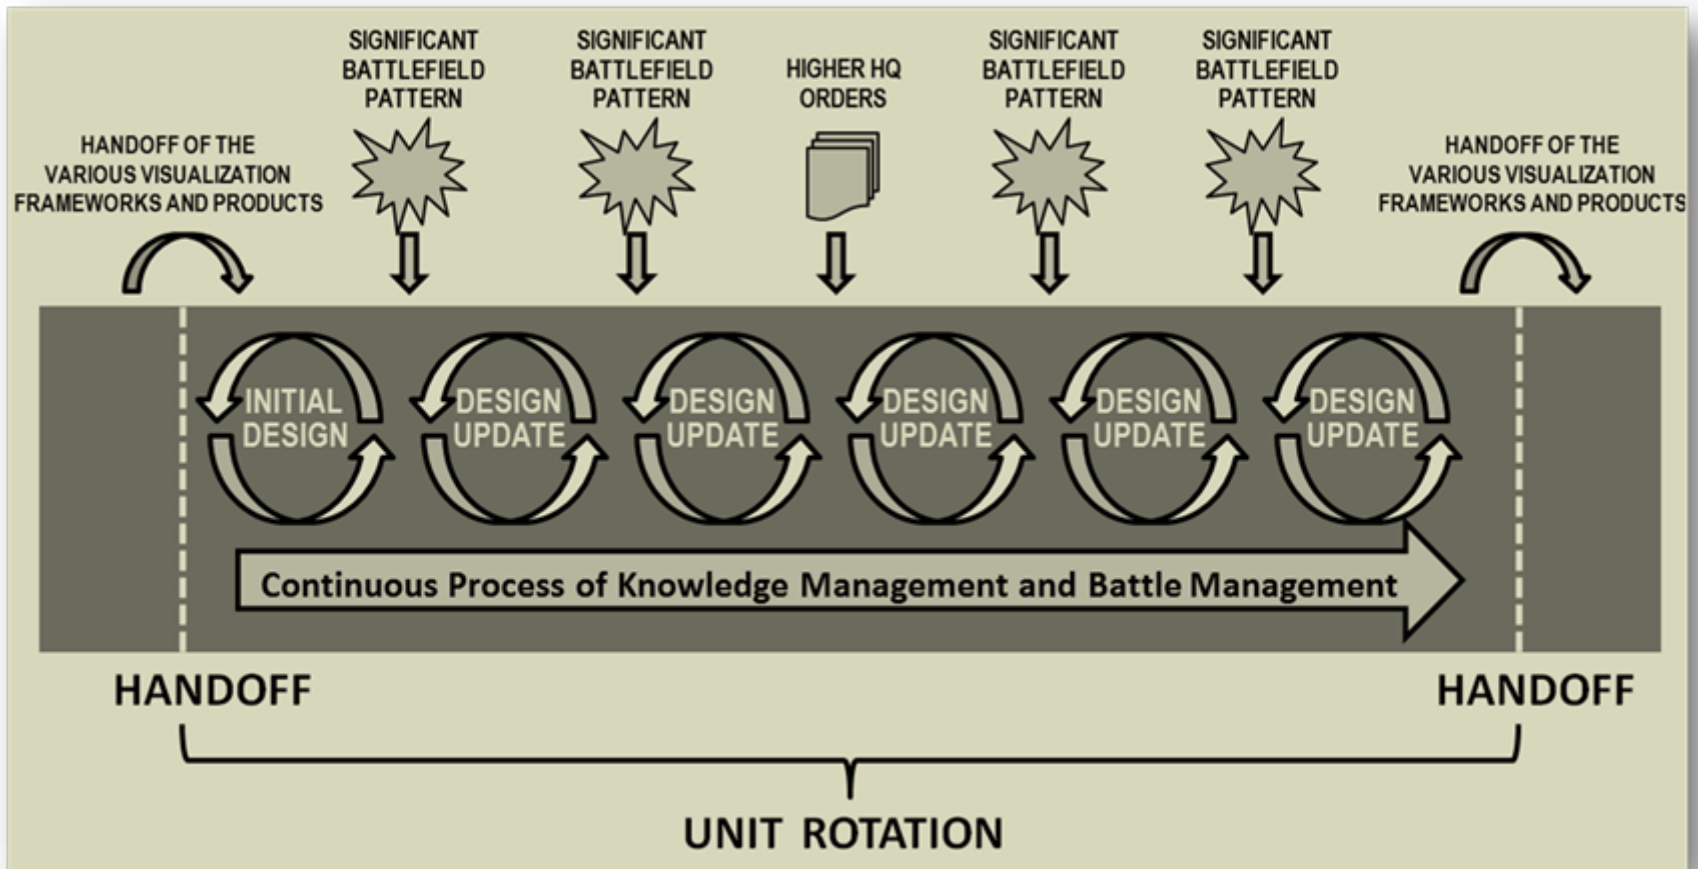 SIGNIFICANT
BATTLEFIELD
PATTERN
SIGNIFICANT
BATTLEFIELD
PATTERN
HIGHER HQ
ORDERS
SIGNIFICANT
BATTLEFIELD
PATTERN
SIGNIFICANT
BATTLEFIELD
PATTERN
HANDOFF OF THE
VARIOUS VISUALIZATION
FRAMEWORKS AND PRODUCTS
HANDOFF OF THE
VARIOUS VISUALIZATION
FRAMEWORKS AND PRODUCTS
INITIAL
DESIGN
DESIGN
UPDATE
DESIGN
UPDATE
DESIGN
UPDATE
DESIGN
UPDATE
DESIGN
UPDATE
Continuous Process of Knowledge Management and Battle Management
HANDOFF
HANDOFF
UNIT ROTATION